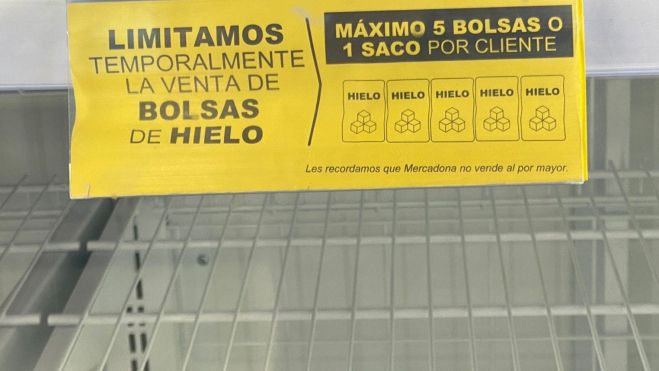 LIMITAMOS
TEMPORALMENTE
LA VENTA DE
BOLSAS
DE HIELO
MÁXIMO 5 BOLSAS O
1 SACO POR CLIENTE
HIELO HIELO HIELO HIELO HIELO
Les recordamos que Mercadona no vende al por mayor.